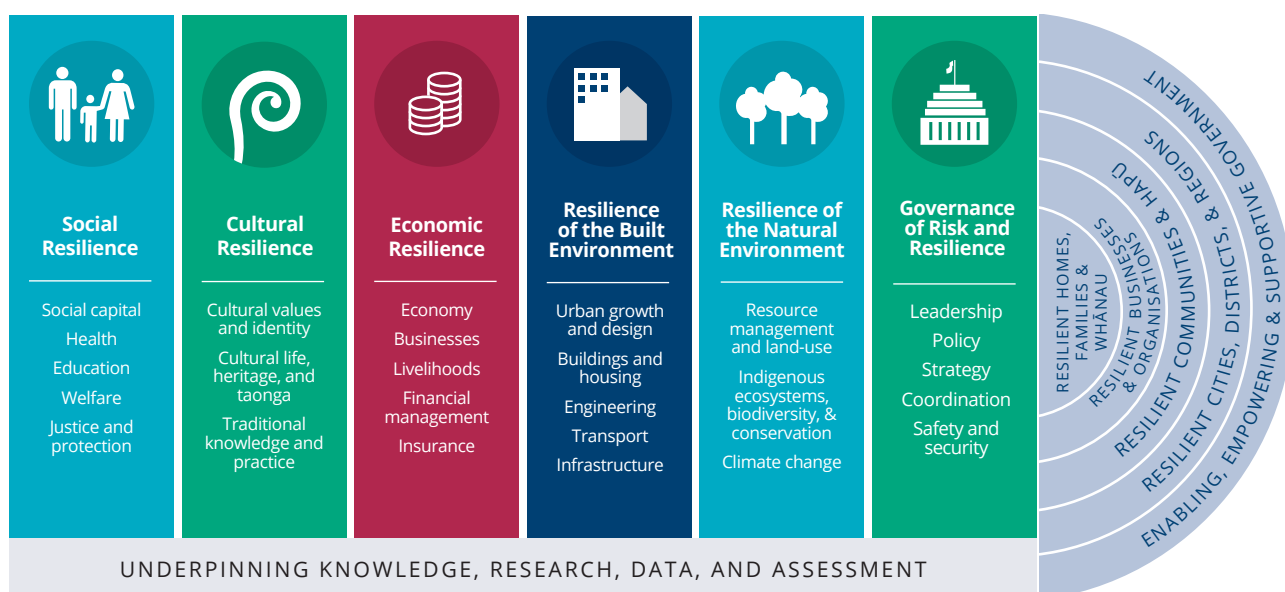 Social
Resilience
Social capital
Health
Education
Welfare
Justice and
protection
Cultural
Resilience
Cultural values
and identity
Cultural life,
heritage, and
taonga
Traditional
knowledge and
practice
Economic
Resilience
Economy
Businesses
Livelihoods
Financial
management
Insurance
Resilience
of the Built
Environment
Urban growth
and design
Buildings and
housing
Engineering
Transport
Infrastructure
Resilience of
the Natural
Environment
Resource
management
and land-use
Indigenous
ecosystems,
biodiversity, &
conservation
Climate change
Governance
of Risk and
Resilience
Leadership
Policy
Strategy
Coordination
Safety and
security
RESILIENT HOMES,
FAMILIES &
WHĀNAU
RESILIENT BUSINESSES
& ORGANISATIONS
RESILIENT COMMUNITIES & HAPŪ
RESILIENT CITIES, DISTRICTS, & REGIONS
ENABLING, EMPOWERING & SUPPORTIVE GOVERNMENT
UNDERPINNING KNOWLEDGE, RESEARCH, DATA, AND ASSESSMENT